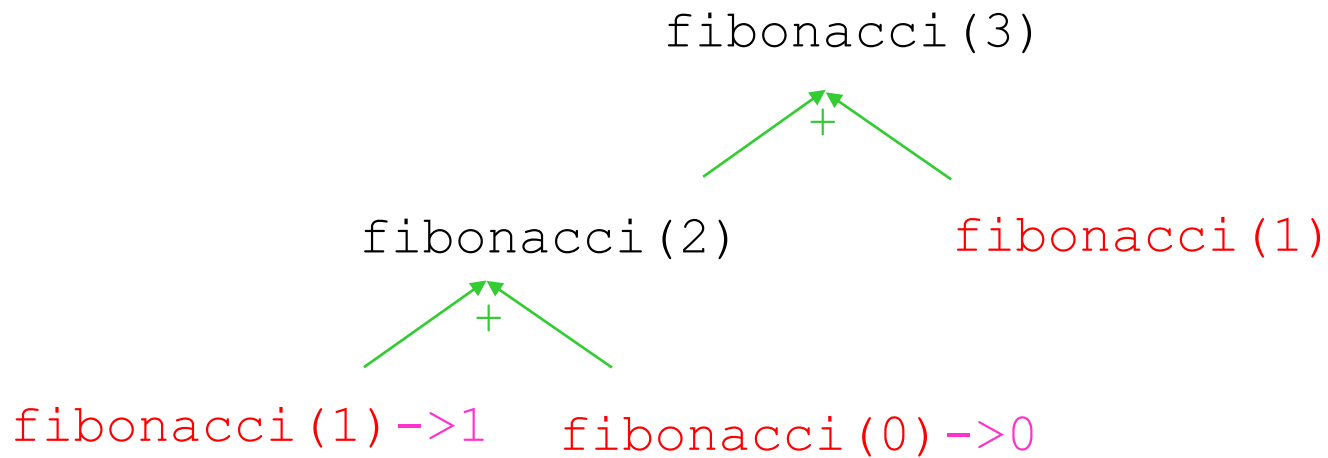 fibonacci(3)
+
fibonacci(2) fibonacci(1)
+
fibonacci(1)->1 fibonacci(0)->0